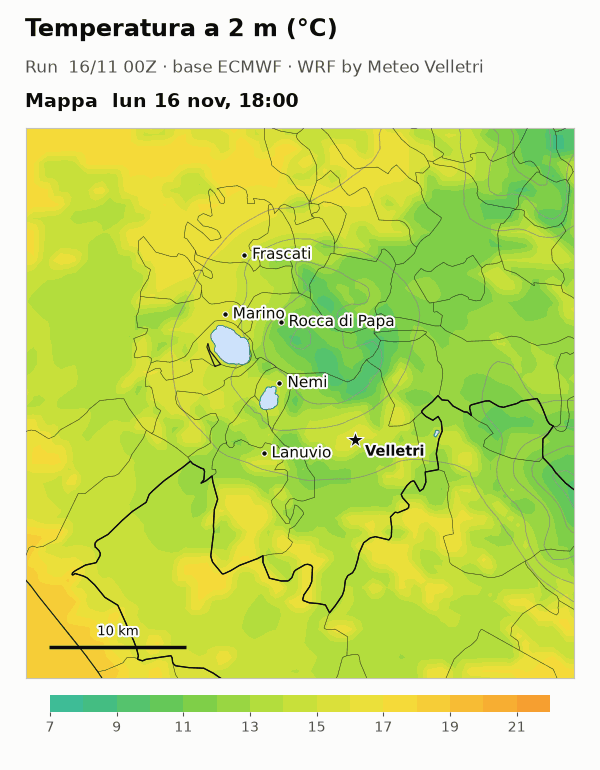 Temperatura a 2 m (°C)
Run  16/11 00Z · base ECMWF · WRF by Meteo Velletri
Mappa  lun 16 nov, 18:00
Frascati
Marino
Rocca di Papa
Nemi
Velletri
Lanuvio
10 km
7 9 11 13 15 17 19 21